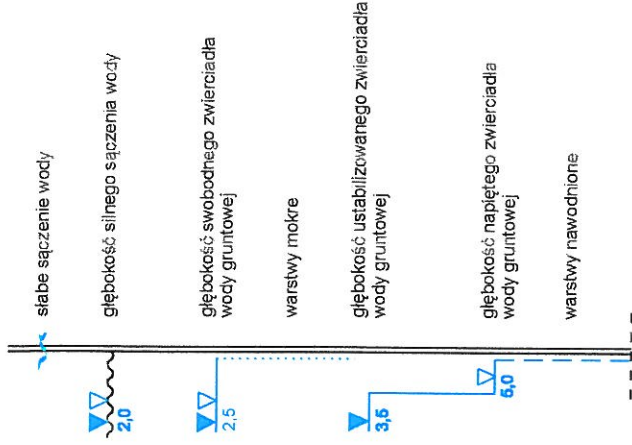 słabe sączenie wody
głębokość silnego sączenia wody
2,0
głębokość swobodnego zwierciadła
wody gruntowej
2,5
warstwy mokre
głębokość ustabilizowanego zwierciadła
wody gruntowej
3,5
głębokość napiętego zwierciadła
wody gruntowej
5,0
warstwy nawodnione